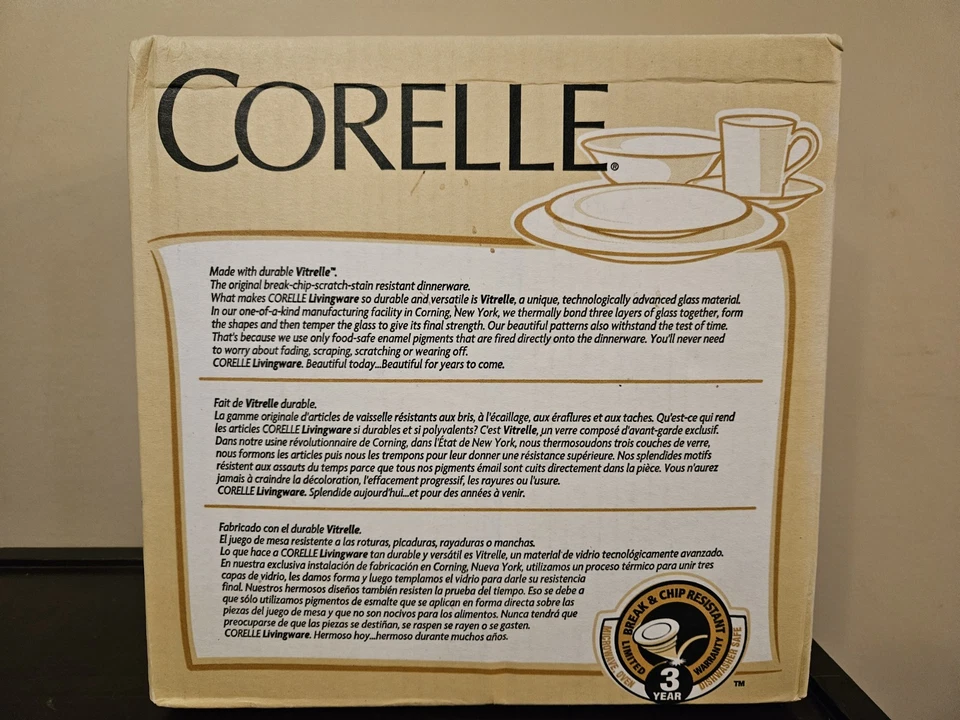 CORELLE®
Made with durable Vitrelle™.
The original break-chip-scratch-stain resistant dinnerware.
What makes CORELLE Livingware so durable and versatile is Vitrelle, a unique, technologically advanced glass material.
In our one-of-a-kind manufacturing facility in Corning, New York, we thermally bond three layers of glass together, form
the shapes and then temper the glass to give its final strength. Our beautiful patterns also withstand the test of time.
That's because we use only food-safe enamel pigments that are fired directly onto the dinnerware. You'll never need
to worry about fading, scraping, scratching or wearing off.
CORELLE Livingware. Beautiful today...Beautiful for years to come.
Fait de Vitrelle durable.
La gamme originale d'articles de vaisselle résistants aux bris, à l'écaillage, aux éraflures et aux taches. Qu'est-ce qui rend
les articles CORELLE Livingware si durables et si polyvalents? C'est Vitrelle, un verre composé d'avant-garde exclusif.
Dans notre usine révolutionnaire de Corning, dans l'État de New York, nous thermosoudons trois couches de verre,
nous formons les articles puis nous les trempons pour leur donner une résistance supérieure. Nos splendides motifs
résistent aux assauts du temps parce que tous nos pigments émail sont cuits directement dans la pièce. Vous n'aurez
jamais à craindre la décoloration, l'effacement progressif, les rayures ou l'usure.
CORELLE Livingware. Splendide aujourd'hui...et pour des années à venir.
Fabricado con el durable Vitrelle.
El juego de mesa resistente a las roturas, picaduras, rayaduras o manchas.
Lo que hace a CORELLE Livingware tan durable y versátil es Vitrelle, un material de vidrio tecnológicamente avanzado.
En nuestra exclusiva instalación de fabricación en Corning, Nueva York, utilizamos un proceso térmico para unir tres
capas de vidrio, les damos forma y luego templamos el vidrio para darle su resistencia
final. Nuestros hermosos diseños también resisten la prueba del tiempo. Eso se debe a
que sólo utilizamos pigmentos de esmalte que se aplican en forma directa sobre las
piezas del juego de mesa y que no son nocivos para los alimentos. Nunca tendrá que
preocuparse de que las piezas se destiñan, se raspen se rayen o se gasten.
CORELLE Livingware. Hermoso hoy...hermoso durante muchos años.
BREAK & CHIP RESISTANT
LIMITED WARRANTY
MICROWAVE OVEN DISHWASHER SAFE
3
YEAR
TM